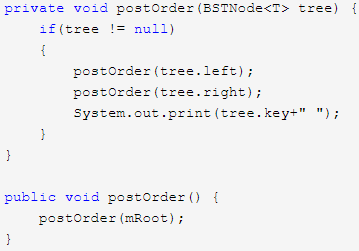 private void postOrder(BSTNode<T> tree) {
    if(tree != null)
    {
        postOrder(tree.left);
        postOrder(tree.right);
        System.out.print(tree.key+" ");
    }
}

public void postOrder() {
    postOrder(mRoot);
}